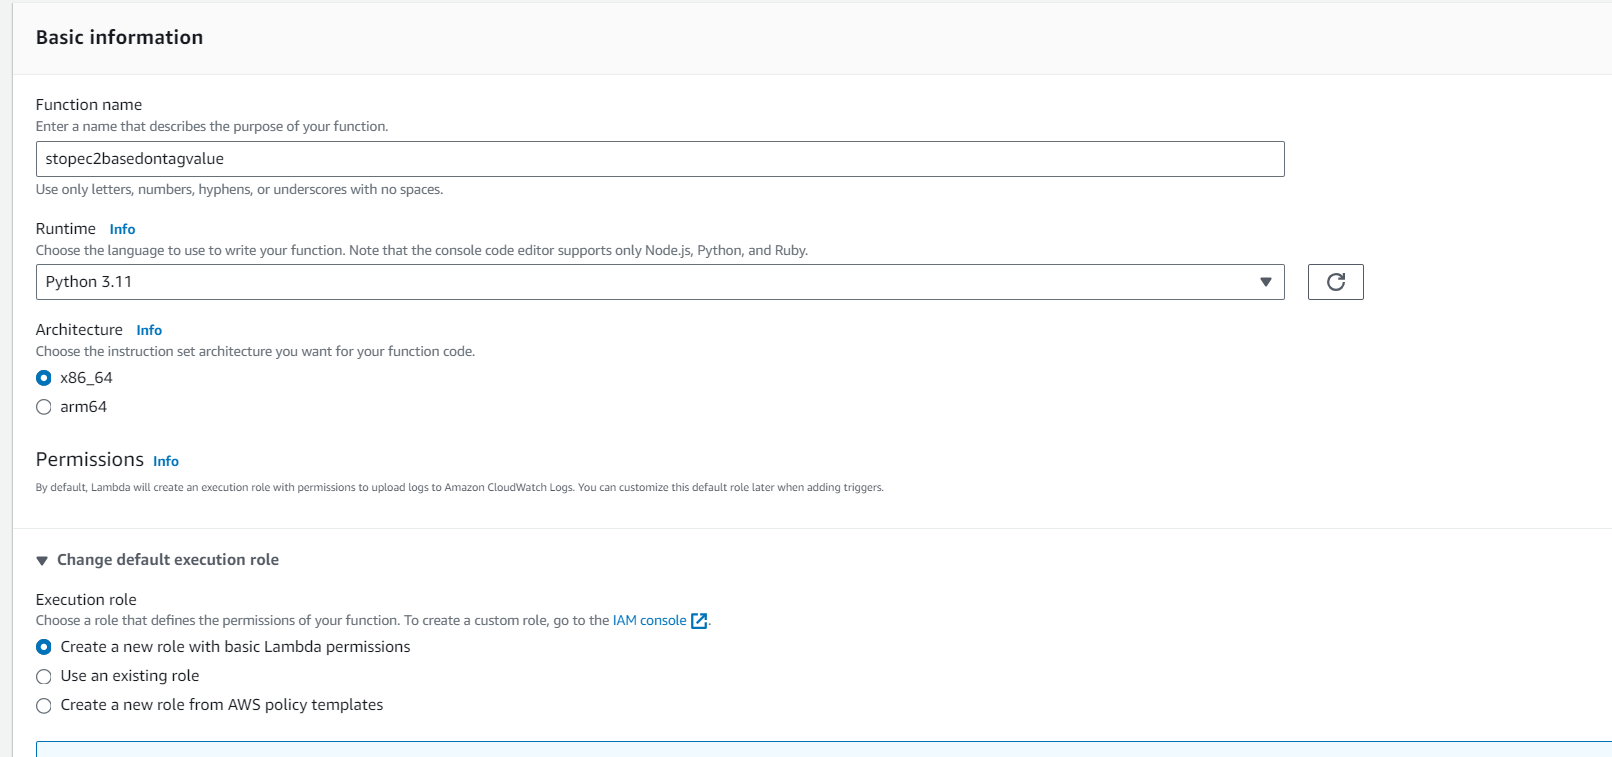 Basic information
Function name
Enter a name that describes the purpose of your function.
stopec2basedontagvalue
Use only letters, numbers, hyphens, or underscores with no spaces.
Runtime Info
Choose the language to use to write your function. Note that the console code editor supports only Node.js, Python, and Ruby.
Python 3.11
Architecture Info
Choose the instruction set architecture you want for your function code.
x86_64
arm64
Permissions Info
By default, Lambda will create an execution role with permissions to upload logs to Amazon CloudWatch Logs. You can customize this default role later when adding triggers.
Change default execution role
Execution role
Choose a role that defines the permissions of your function. To create a custom role, go to the IAM console.
Create a new role with basic Lambda permissions
Use an existing role
Create a new role from AWS policy templates